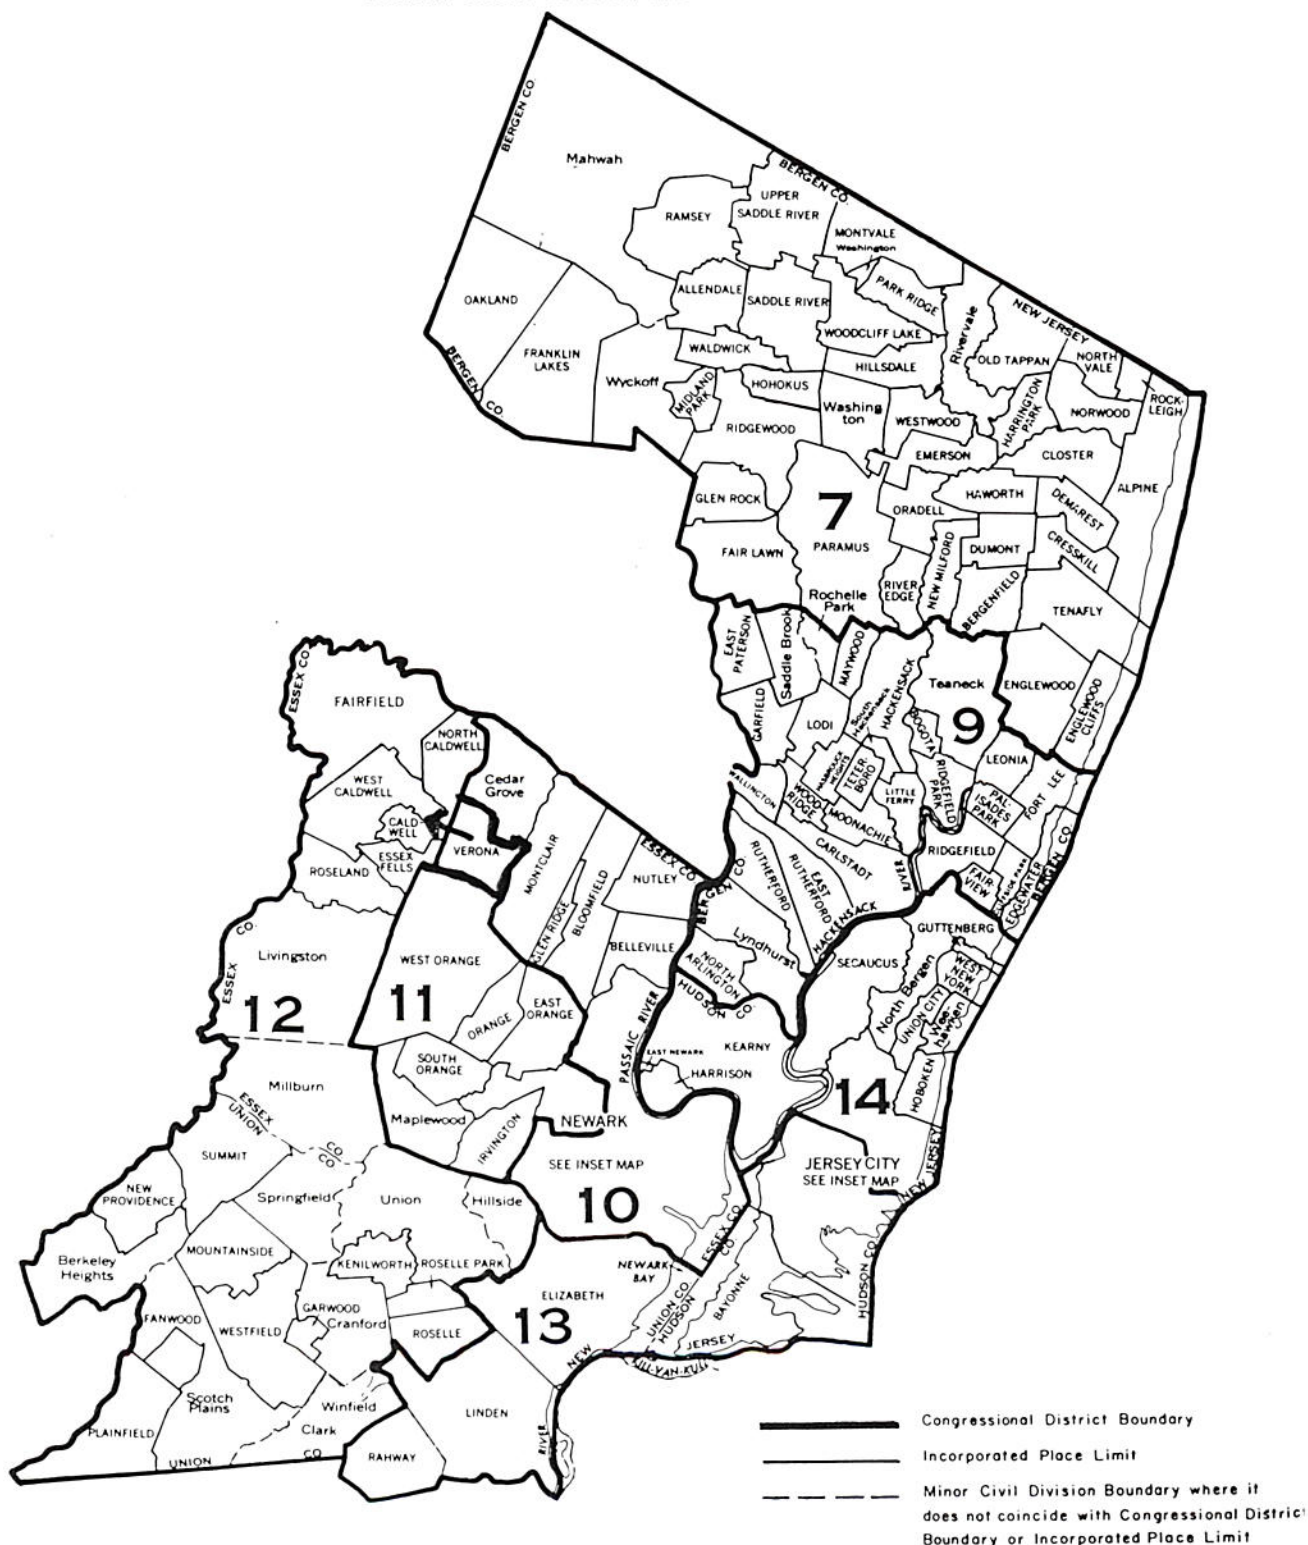 BERGEN CO.
Mahwah
BERGEN CO.
UPPER
SADDLE RIVER
RAMSEY
MONTVALE
Washington
ALLENDALE
SADDLE RIVER
PARK RIDGE
NEW JERSEY
OAKLAND
WOODCLIFF LAKE
Rivervale
OLD TAPPAN
NORTH
VALE
ROCK-
LEIGH
FRANKLIN
LAKES
WALDWICK
HILLSDALE
BERGEN
CO.
Wyckoff
MIDLAND
PARK
HOHOKUS
Washing
ton
WESTWOOD
HARRINGTON
PARK
NORWOOD
RIDGEWOOD
EMERSON
CLOSTER
ALPINE
GLEN ROCK
7
ORADELL
HAWORTH
DEMAREST
FAIR LAWN
PARAMUS
NEW MILFORD
DUMONT
CRESSKILL
RIVER
EDGE
BERGENFIELD
Rochelle
Park
TENAFLY
EAST
PATERSON
Saddle Brook
MAYWOOD
HACKENSACK
Teaneck
ENGLEWOOD
ENGLEWOOD
CLIFFS
ESSEX CO.
FAIRFIELD
GARFIELD
LODI
South
Hackensack
BOGOTA
9
NORTH
CALDWELL
HASBROUCK
HEIGHTS
TETER-
BORO
LITTLE
FERRY
RIDGEFIELD
PARK
LEONIA
FORT LEE
WEST
CALDWELL
Cedar
Grove
WALLINGTON
WOOD-
RIDGE
MOONACHIE
PAL-
ISADES
PARK
CALD-
WELL
VERONA
MONTCLAIR
ESSEX CO.
RUTHERFORD
EAST
RUTHERFORD
CARLSTADT
RIVER
RIDGEFIELD
FAIR-
VIEW
EDGEWATER
BERGEN CO.
ROSELAND
ESSEX
FELLS
NUTLEY
BERGEN CO.
HACKENSACK
GLEN RIDGE
BLOOMFIELD
ESSEX
CO.
Livingston
12
WEST ORANGE
11
BELLEVILLE
Lyndhurst
NORTH
ARLINGTON
SECAUCUS
GUTTENBERG
North Bergen
WEST
NEW
YORK
UNION CITY
Wee-
hawken
ORANGE
EAST
ORANGE
PASSAIC RIVER
HUDSON
CO.
KEARNY
EAST NEWARK
HARRISON
SOUTH
ORANGE
14
HOBOKEN
Millburn
ESSEX
UNION
CO.
CO.
Maplewood
IRVINGTON
NEWARK
SEE INSET MAP
10
JERSEY CITY
SEE INSET MAP
NEW JERSEY
SUMMIT
NEW
PROVIDENCE
Springfield
Union
Hillside
Berkeley
Heights
MOUNTAINSIDE
KENILWORTH
ROSELLE PARK
NEWARK
BAY
ESSEX CO.
CO.
UNION CO.
HUDSON
BAYONNE
HUDSON CO.
FANWOOD
WESTFIELD
GARWOOD
Cranford
ROSELLE
ELIZABETH
13
NEW
JERSEY
KILL-VAN-KULL
Scotch
Plains
Winfield
Clark
LINDEN
PLAINFIELD
UNION
CO.
RAHWAY
RIVER
Congressional District Boundary
Incorporated Place Limit
Minor Civil Division Boundary where it
does not coincide with Congressional District
Boundary or Incorporated Place Limit